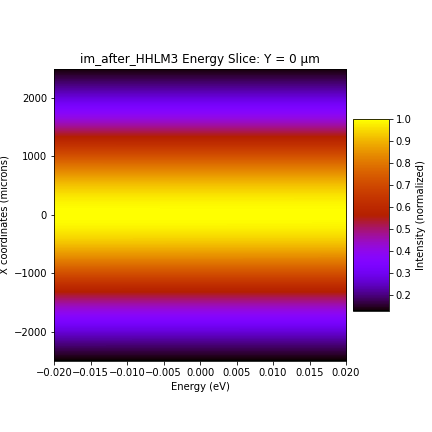 im_after_HHLM3 Energy Slice: Y = 0 μm
2000
1000
0
−1000
−2000
X coordinates (microns)
−0.020 −0.015 −0.010 −0.005 0.000 0.005 0.010 0.015 0.020
Energy (eV)
1.0
0.9
0.8
0.7
0.6
0.5
0.4
0.3
0.2
Intensity (normalized)